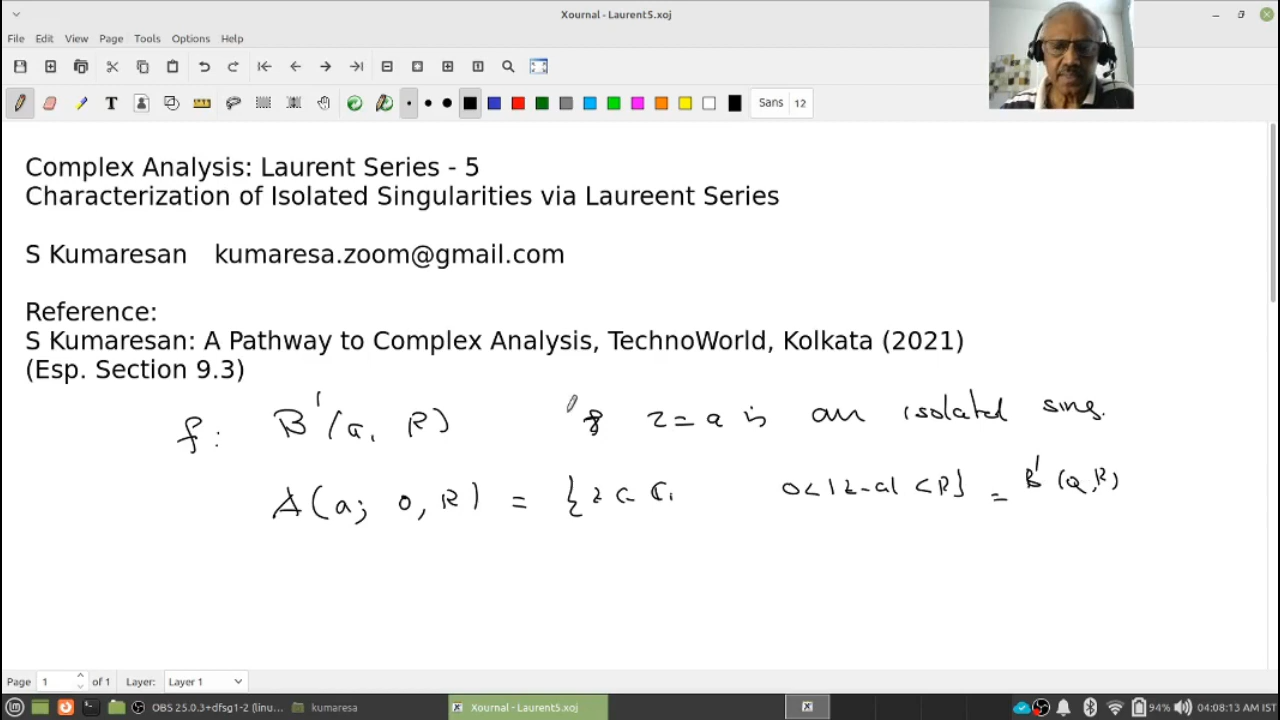 Xournal - Laurent5.xoj
File Edit View Page Tools Options Help
Sans 12
Complex Analysis: Laurent Series - 5
Characterization of Isolated Singularities via Laureent Series
S Kumaresan kumaresa.zoom@gmail.com
Reference:
S Kumaresan: A Pathway to Complex Analysis, TechnoWorld, Kolkata (2021)
(Esp. Section 9.3)
f: B'(a, R) z = a is an isolated sing.
A(a; 0, R) = {z ∈ ℂ, 0<|z-a|<R} = B'(a,R)
Page 1 of 1 Layer: Layer 1
OBS 25.0.3+dfsg1-2 (linu... kumaresa Xournal - Laurent5.xoj 94% 04:08:13 AM IST